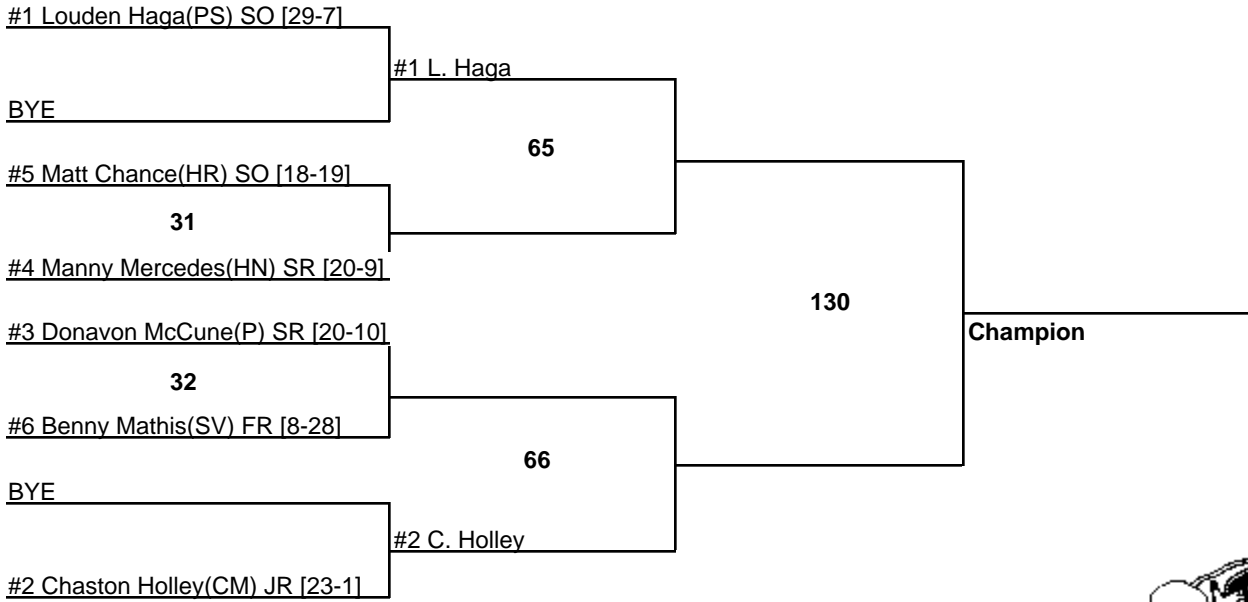 #1 Louden Haga(PS) SO [29-7]
#1 L. Haga
BYE
65
#5 Matt Chance(HR) SO [18-19]
31
#4 Manny Mercedes(HN) SR [20-9]
130
#3 Donavon McCune(P) SR [20-10]
Champion
32
#6 Benny Mathis(SV) FR [8-28]
66
BYE
#2 C. Holley
#2 Chaston Holley(CM) JR [23-1]